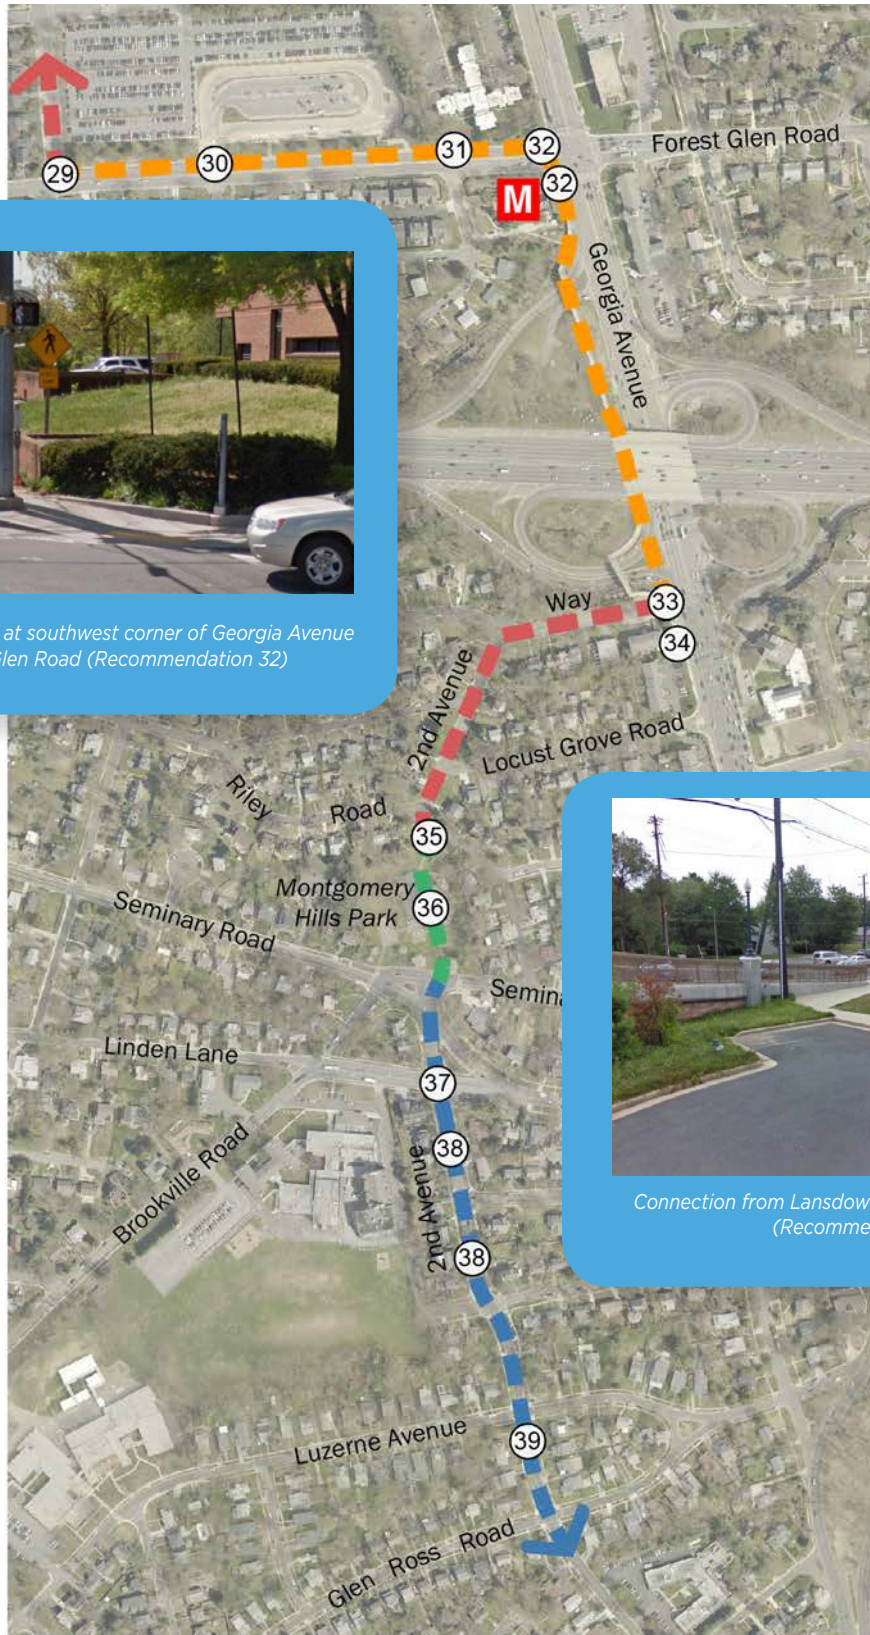 29
30
31
32
Forest Glen Road
32
M
Georgia Avenue
at southwest corner of Georgia Avenue
Glen Road (Recommendation 32)
Way
33
34
2nd Avenue
Locust Grove Road
Riley
Road
35
Montgomery
Hills Park
36
Seminary Road
Semina
Linden Lane
37
38
Brookville Road
2nd Avenue
38
Connection from Lansdow
(Recomme
Luzerne Avenue
39
Glen Ross Road